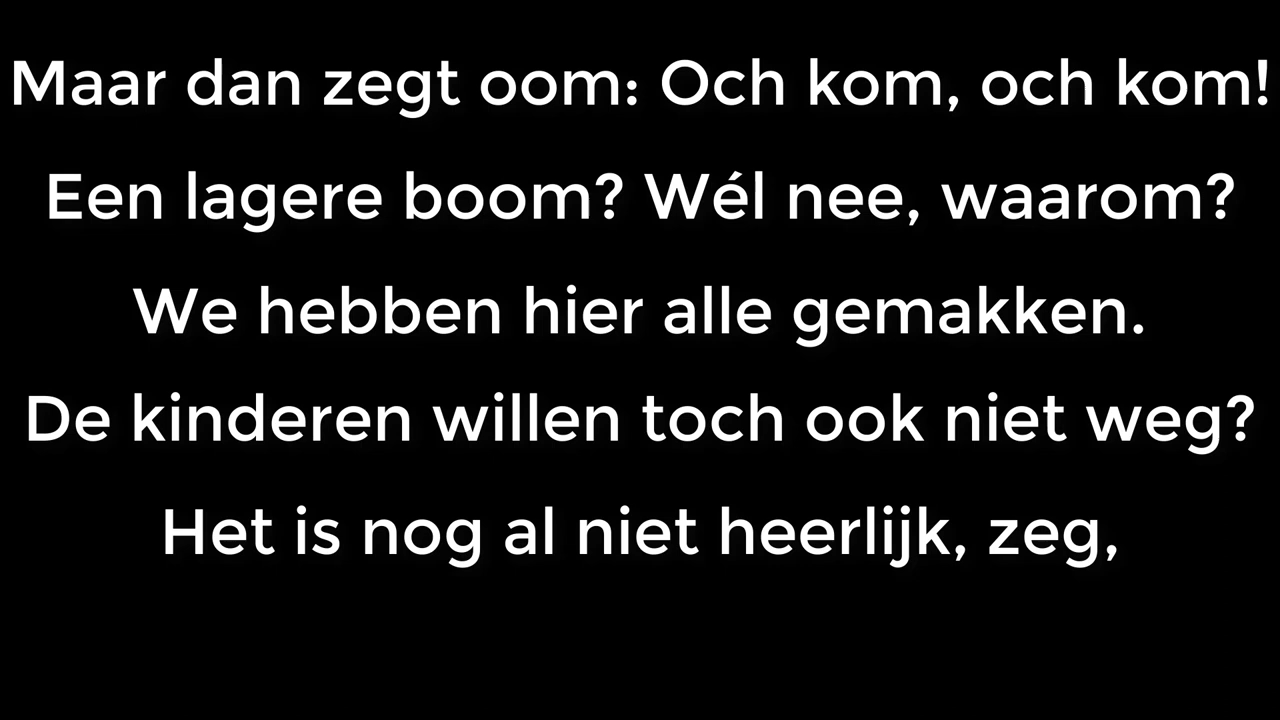 Maar dan zegt oom: Och kom, och kom!
Een lagere boom? Wél nee, waarom?
We hebben hier alle gemakken.
De kinderen willen toch ook niet weg?
Het is nog al niet heerlijk, zeg,